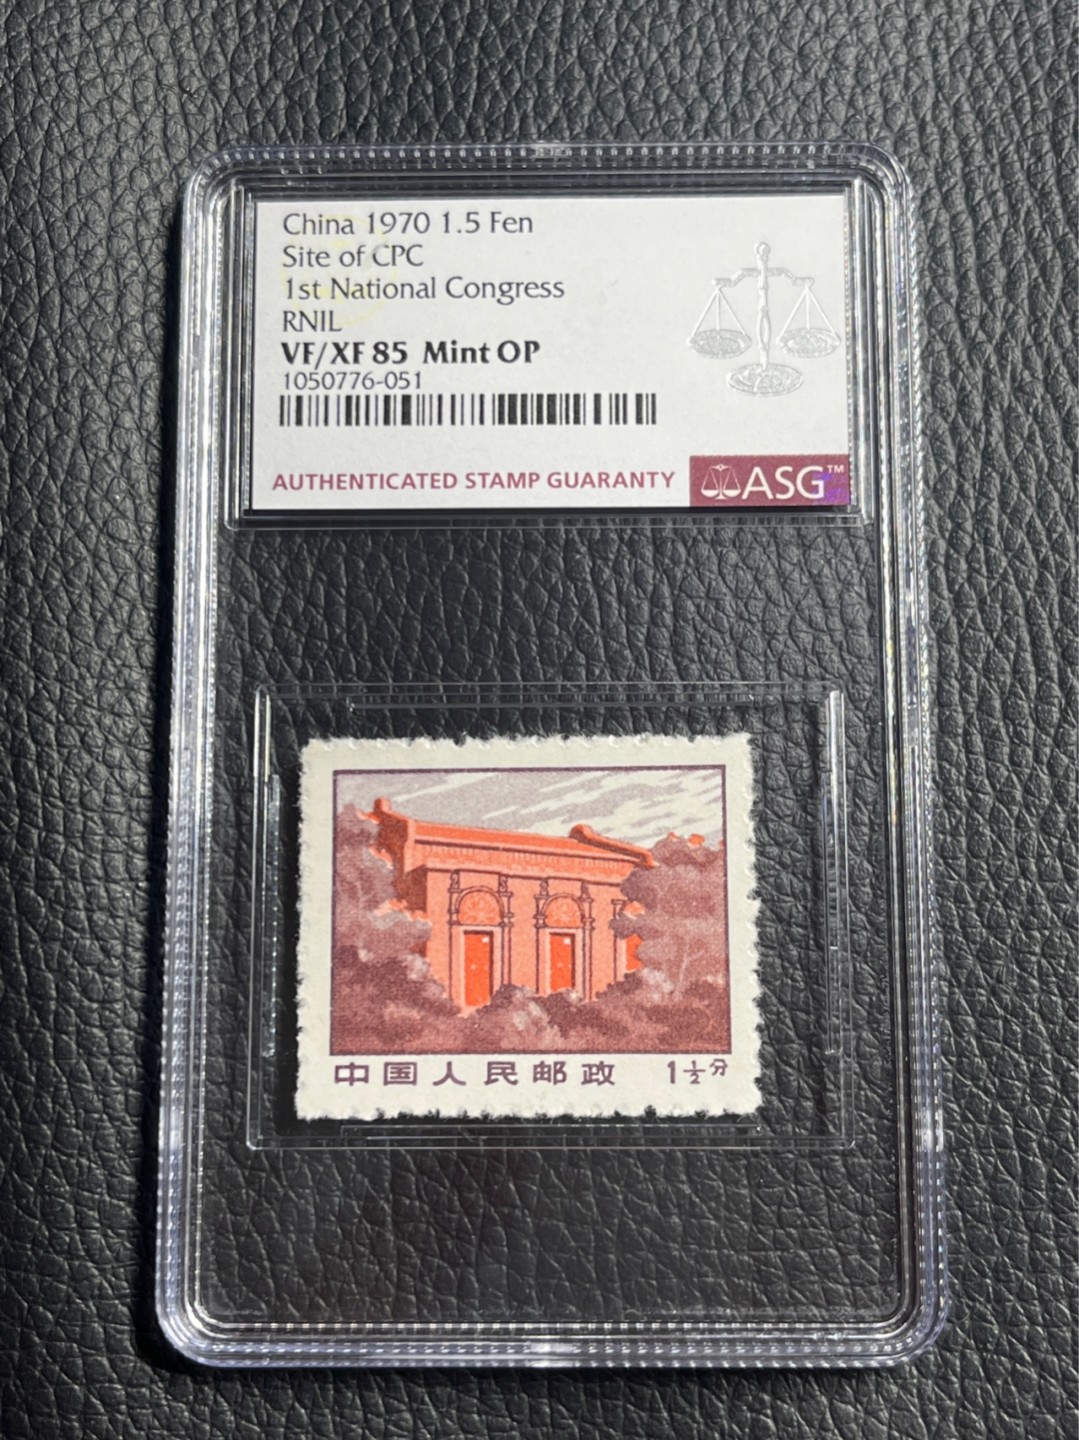 China 1970 1.5 Fen
Site of CPC
1st National Congress
RNIL
VF/XF 85 Mint OP
1050776-051
AUTHENTICATED STAMP GUARANTY
ASG™
中国人民邮政 1½分